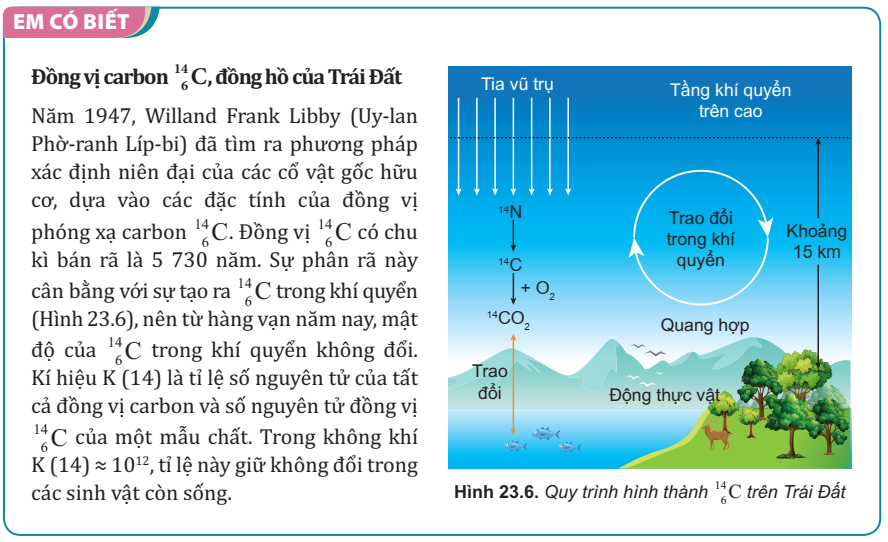 EM CÓ BIẾT
Đồng vị carbon ¹⁴₆C, đồng hồ của Trái Đất
Năm 1947, Willand Frank Libby (Uy-lan
Phờ-ranh Líp-bi) đã tìm ra phương pháp
xác định niên đại của các cổ vật gốc hữu
cơ, dựa vào các đặc tính của đồng vị
phóng xạ carbon ¹⁴₆C. Đồng vị ¹⁴₆C có chu
kì bán rã là 5 730 năm. Sự phân rã này
cân bằng với sự tạo ra ¹⁴₆C trong khí quyển
(Hình 23.6), nên từ hàng vạn năm nay, mật
độ của ¹⁴₆C trong khí quyển không đổi.
Kí hiệu K (14) là tỉ lệ số nguyên tử của tất
cả đồng vị carbon và số nguyên tử đồng vị
¹⁴₆C của một mẫu chất. Trong không khí
K (14) ≈ 10¹², tỉ lệ này giữ không đổi trong
các sinh vật còn sống.
Tia vũ trụ
Tầng khí quyển
trên cao
¹⁴N
¹⁴C
+ O₂
¹⁴CO₂
Trao đổi
trong khí
quyển
Khoảng
15 km
Quang hợp
Trao
đổi
Động thực vật
Hình 23.6. Quy trình hình thành ¹⁴₆C trên Trái Đất